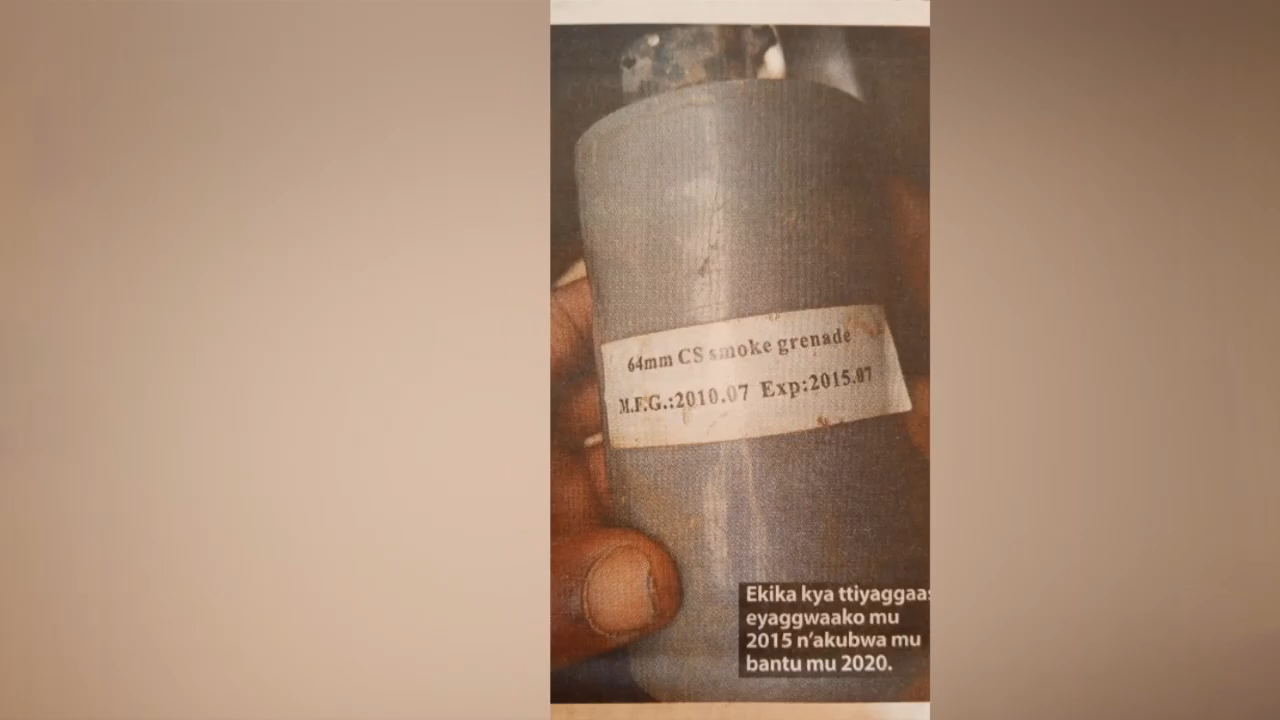 64mm CS smoke grenade
M.F.G.:2010.07 Exp:2015.07
Ekika kya ttiyaggaas
eyaggwaako mu
2015 n'akubwa mu
bantu mu 2020.